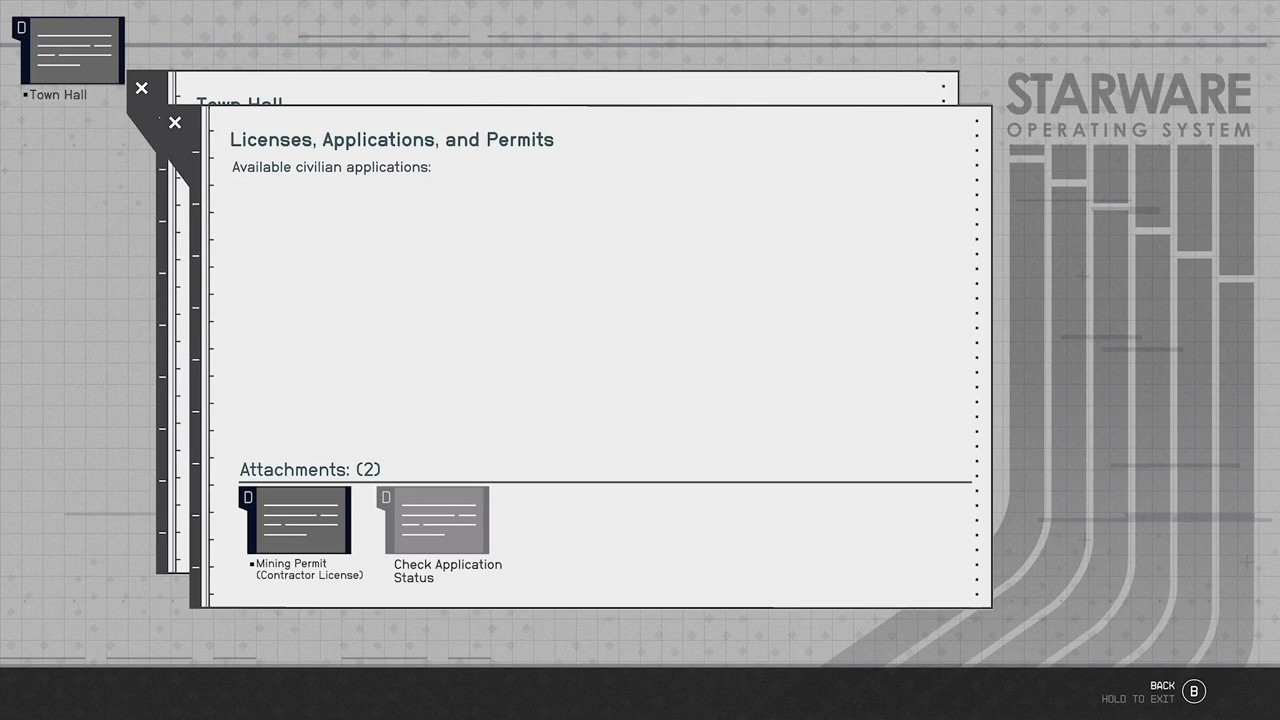 D
Town Hall
Town Hall
STARWARE
OPERATING SYSTEM
Licenses, Applications, and Permits
Available civilian applications:
Attachments: (2)
D
D
Mining Permit
(Contractor License)
Check Application
Status
BACK
HOLD TO EXIT
B